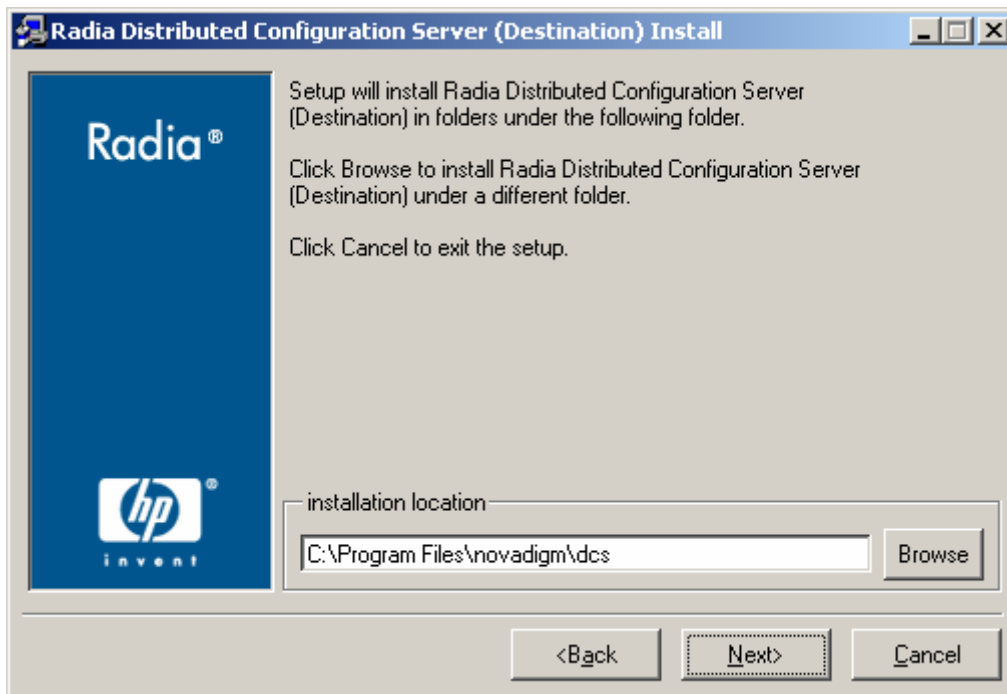 Radia Distributed Configuration Server (Destination) Install
Radia®
Setup will install Radia Distributed Configuration Server
(Destination) in folders under the following folder.
Click Browse to install Radia Distributed Configuration Server
(Destination) under a different folder.
Click Cancel to exit the setup.
hp®
invent
installation location
C:\Program Files\novadigm\dcs
Browse
<Back
Next>
Cancel